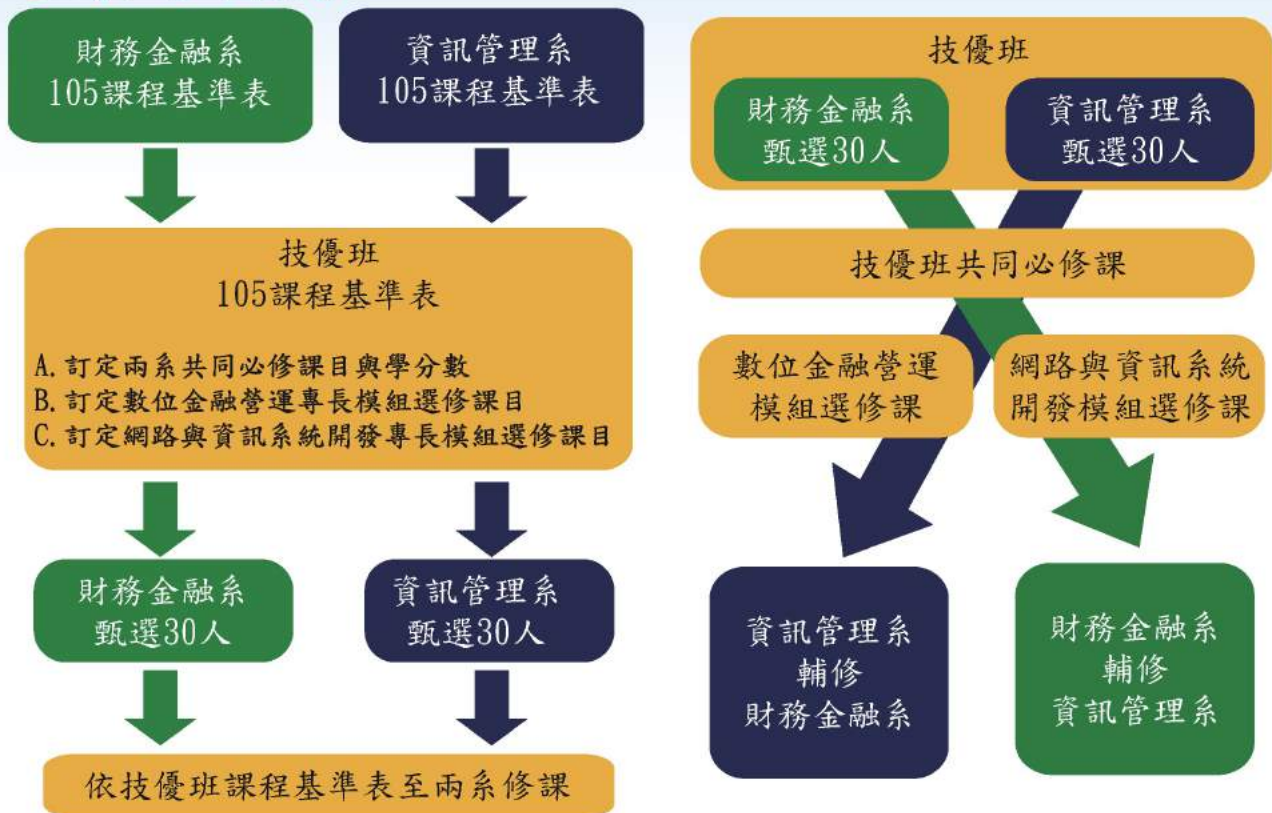 財務金融系
105課程基準表
資訊管理系
105課程基準表
技優班
105課程基準表
A.訂定兩系共同必修課目與學分數
B.訂定數位金融營運專長模組選修課目
C.訂定網路與資訊系統開發專長模組選修課目
財務金融系
甄選30人
資訊管理系
甄選30人
依技優班課程基準表至兩系修課
技優班
財務金融系
甄選30人
資訊管理系
甄選30人
技優班共同必修課
數位金融營運
模組選修課
網路與資訊系統
開發模組選修課
資訊管理系
輔修
財務金融系
財務金融系
輔修
資訊管理系